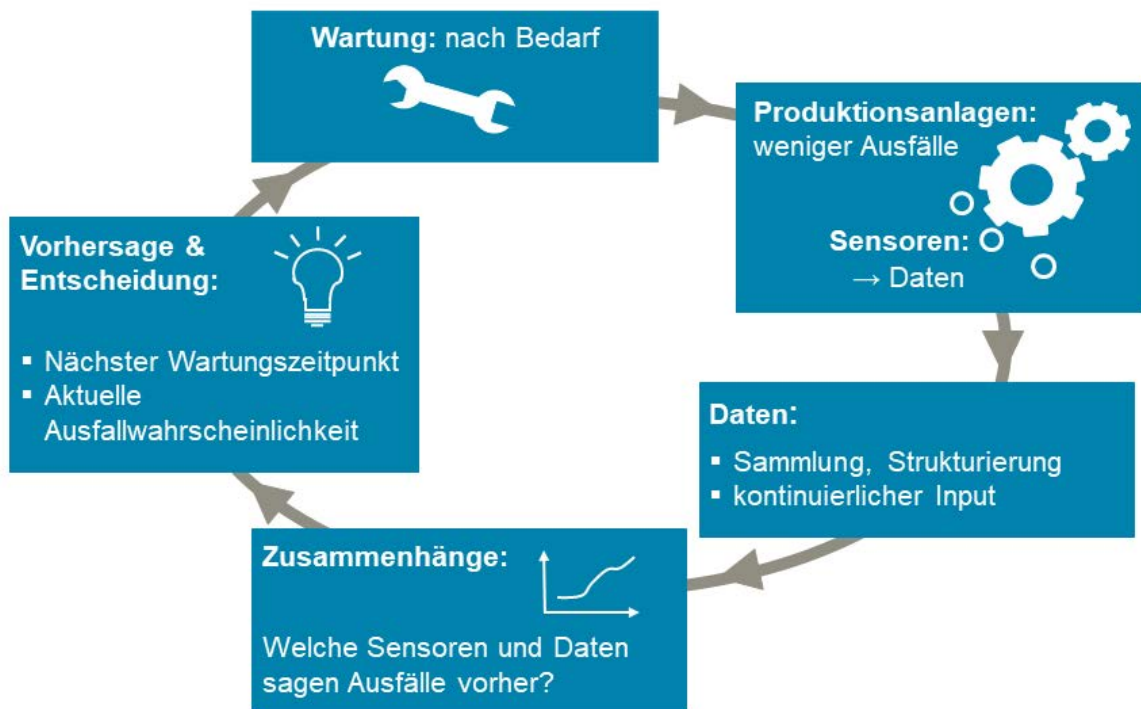 Wartung: nach Bedarf
Produktionsanlagen:
weniger Ausfälle
Sensoren:
→ Daten
Daten:
▪ Sammlung, Strukturierung
▪ kontinuierlicher Input
Zusammenhänge:
Welche Sensoren und Daten
sagen Ausfälle vorher?
Vorhersage &
Entscheidung:
▪ Nächster Wartungszeitpunkt
▪ Aktuelle
Ausfallwahrscheinlichkeit